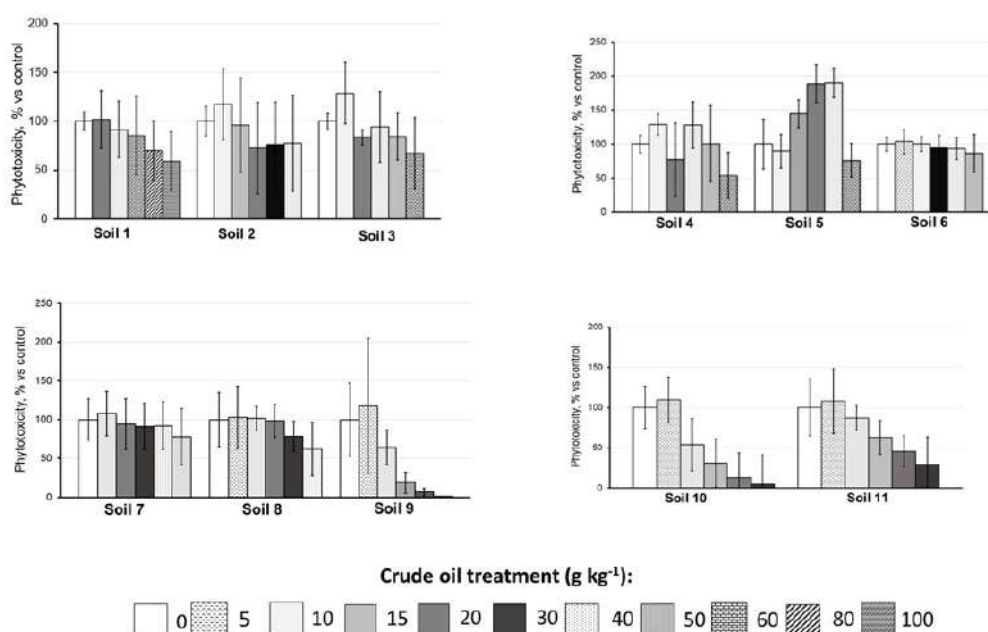 Phytotoxicity, % vs control
200
150
100
50
0
Soil 1 Soil 2 Soil 3
Phytotoxicity, % vs control
250
200
150
100
50
0
Soil 4 Soil 5 Soil 6
Phytotoxicity, % vs control
250
200
150
100
50
0
Soil 7 Soil 8 Soil 9
Phytotoxicity, % vs control
200
150
100
50
0
Soil 10 Soil 11
Crude oil treatment (g kg⁻¹):
0 5 10 15 20 30 40 50 60 80 100